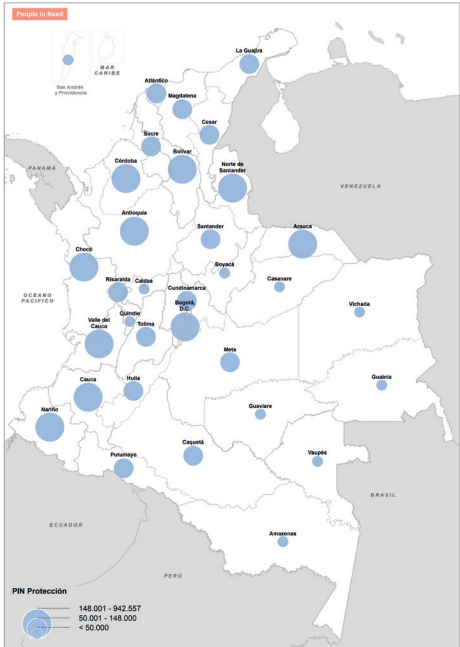 People in Need
La Guajira
MAR
CARIBE
San Andrés
y Providencia
Atlántico
Magdalena
Cesar
Sucre
Bolívar
Córdoba
Norte de
Santander
PANAMÁ
VENEZUELA
Antioquia
Santander
Arauca
Chocó
Boyacá
Risaralda
Caldas
Cundinamarca
Casanare
OCEANO
PACIFICO
Bogotá,
D.C.
Vichada
Quindío
Valle del
Cauca
Tolima
Meta
Cauca
Huila
Guainía
Nariño
Guaviare
Caquetá
Vaupés
Putumayo
BRASIL
ECUADOR
Amazonas
PERÚ
PIN Protección
148.001 - 942.557
50.001 - 148.000
< 50.000